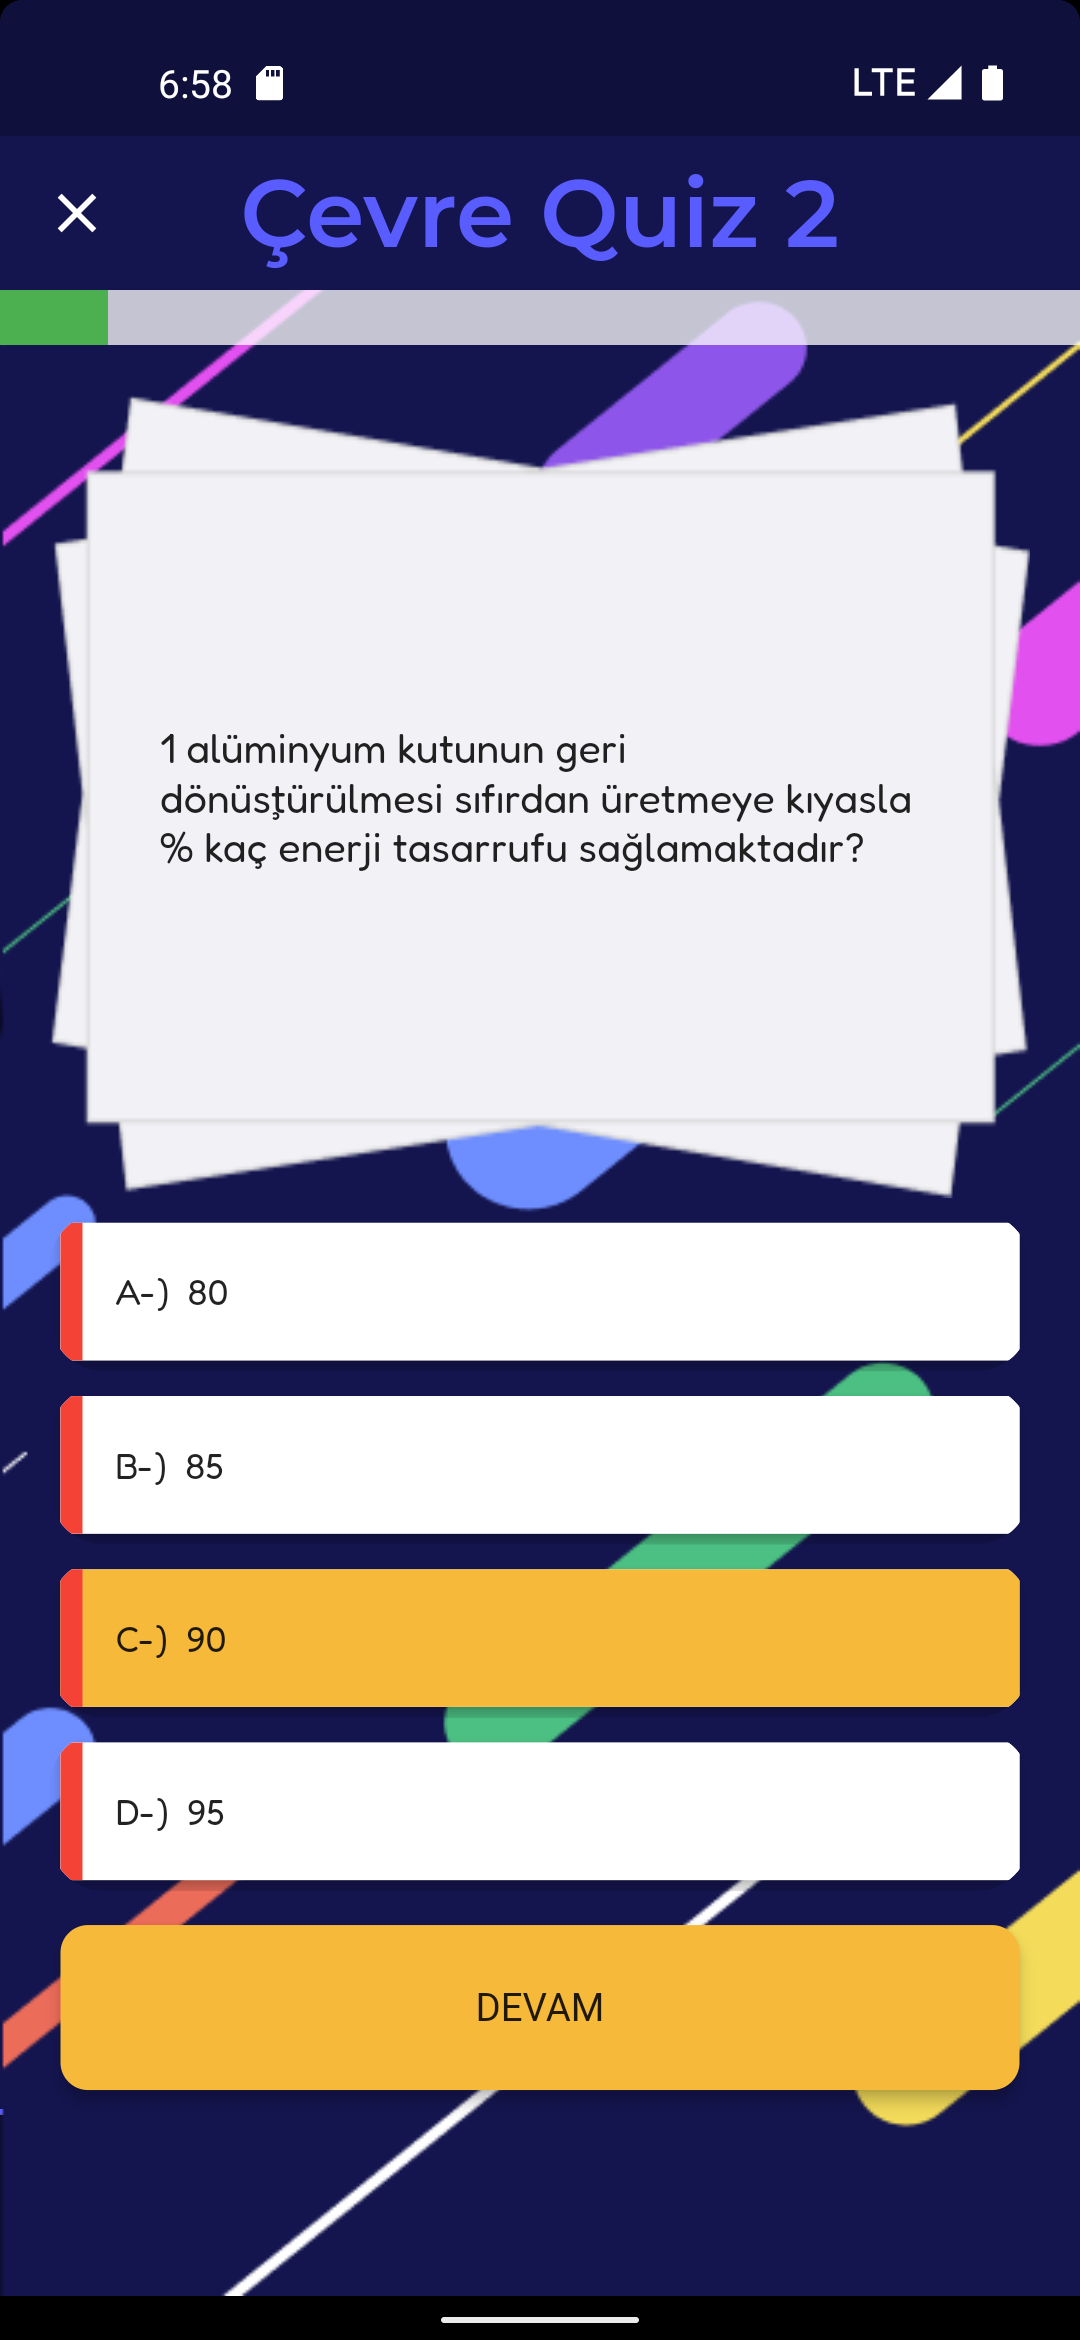 6:58
LTE
Çevre Quiz 2
1 alüminyum kutunun geri
dönüştürülmesi sıfırdan üretmeye kıyasla
% kaç enerji tasarrufu sağlamaktadır?
A-) 80
B-) 85
C-) 90
D-) 95
DEVAM